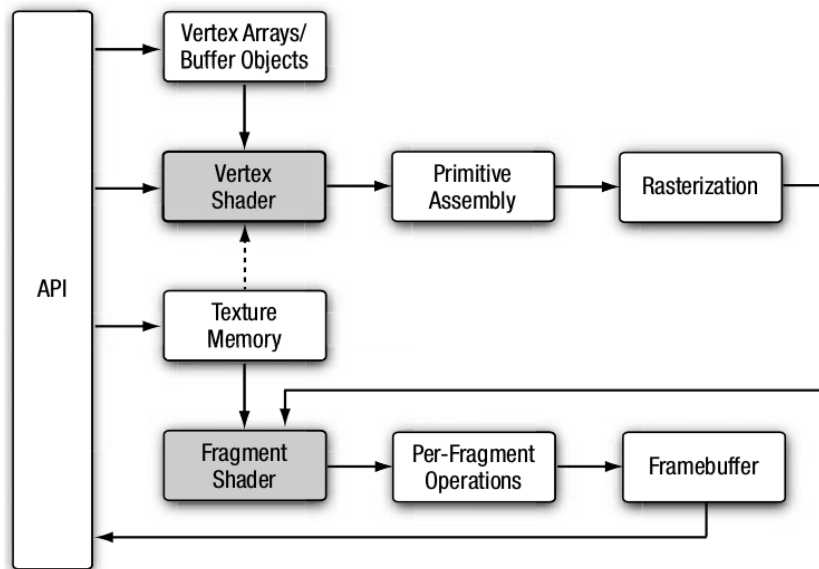 Vertex Arrays/
Buffer Objects
Vertex
Shader
Primitive
Assembly
Rasterization
API
Texture
Memory
Fragment
Shader
Per-Fragment
Operations
Framebuffer